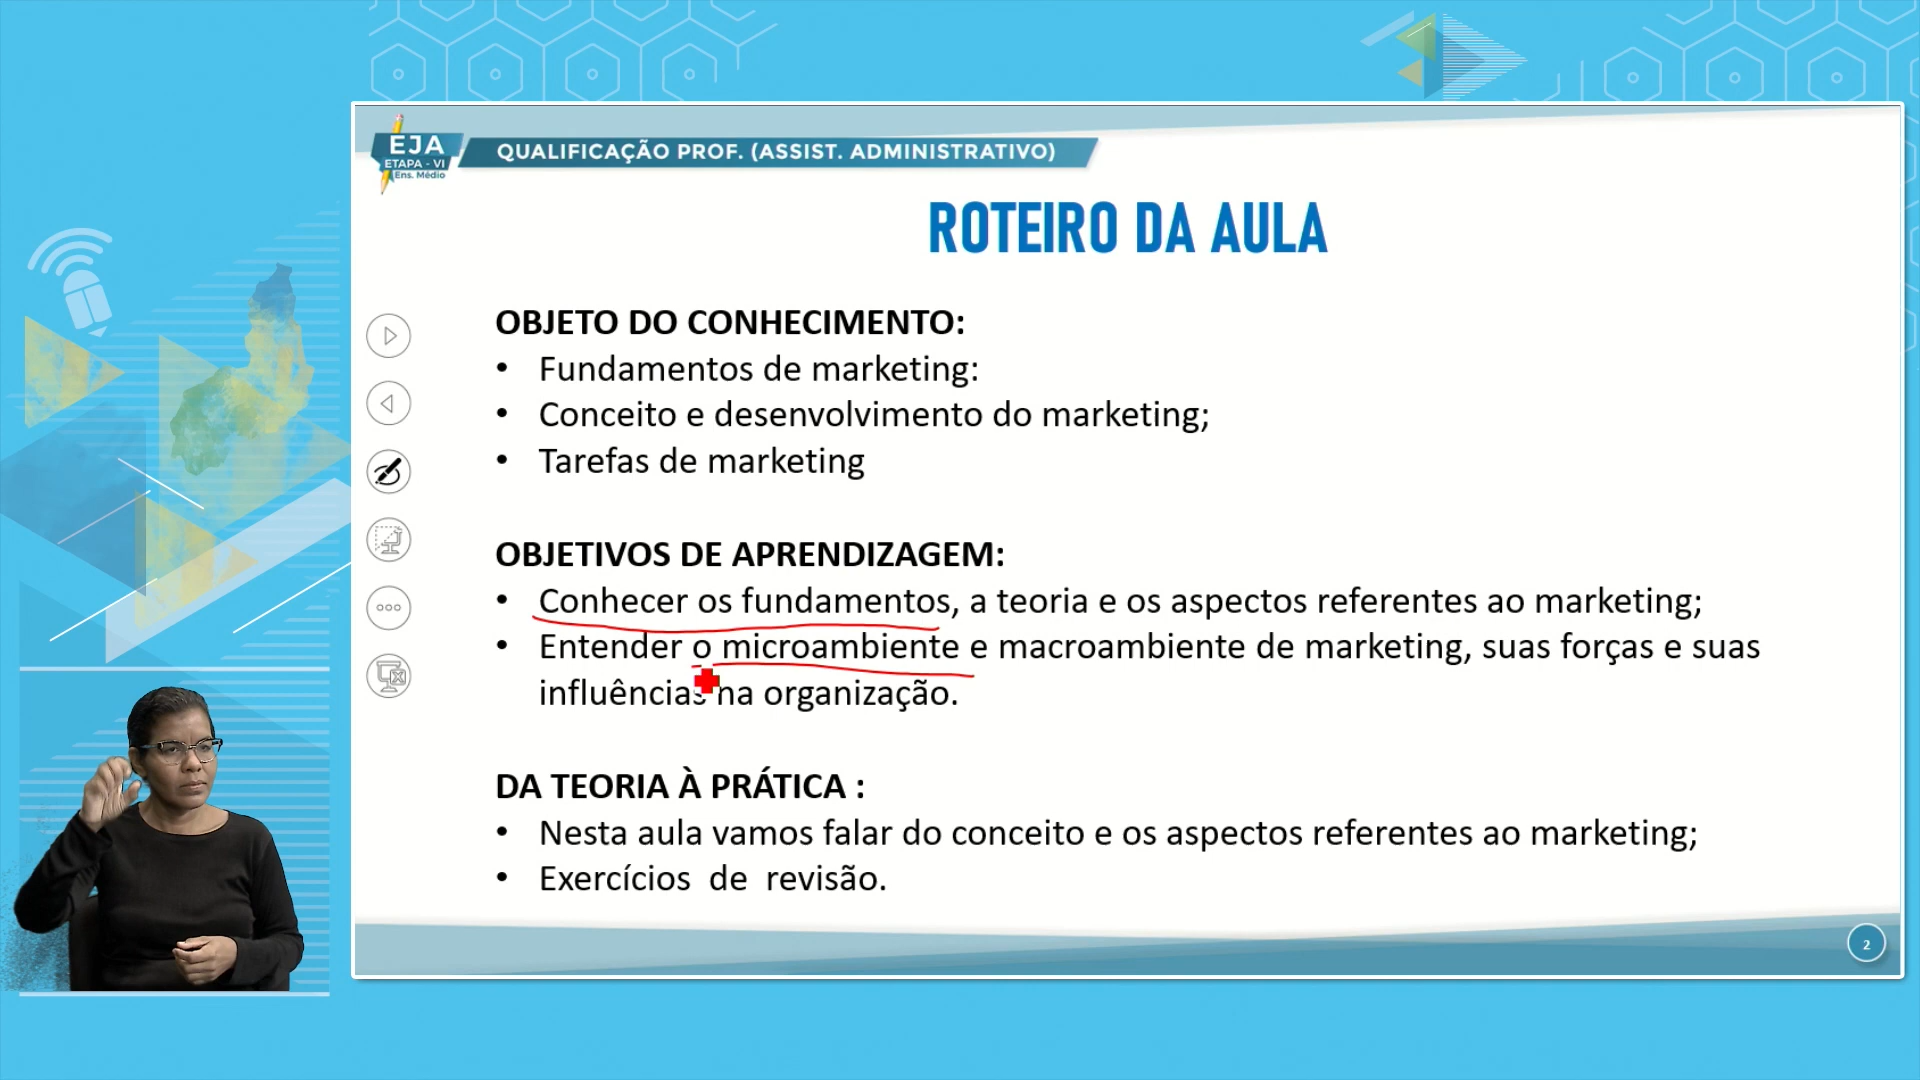 EJA
ETAPA - VI
Ens. Médio
QUALIFICAÇÃO PROF. (ASSIST. ADMINISTRATIVO)
ROTEIRO DA AULA
OBJETO DO CONHECIMENTO:
• Fundamentos de marketing:
• Conceito e desenvolvimento do marketing;
• Tarefas de marketing
OBJETIVOS DE APRENDIZAGEM:
• Conhecer os fundamentos, a teoria e os aspectos referentes ao marketing;
• Entender o microambiente e macroambiente de marketing, suas forças e suas
influências na organização.
DA TEORIA À PRÁTICA :
• Nesta aula vamos falar do conceito e os aspectos referentes ao marketing;
• Exercícios de revisão.
2